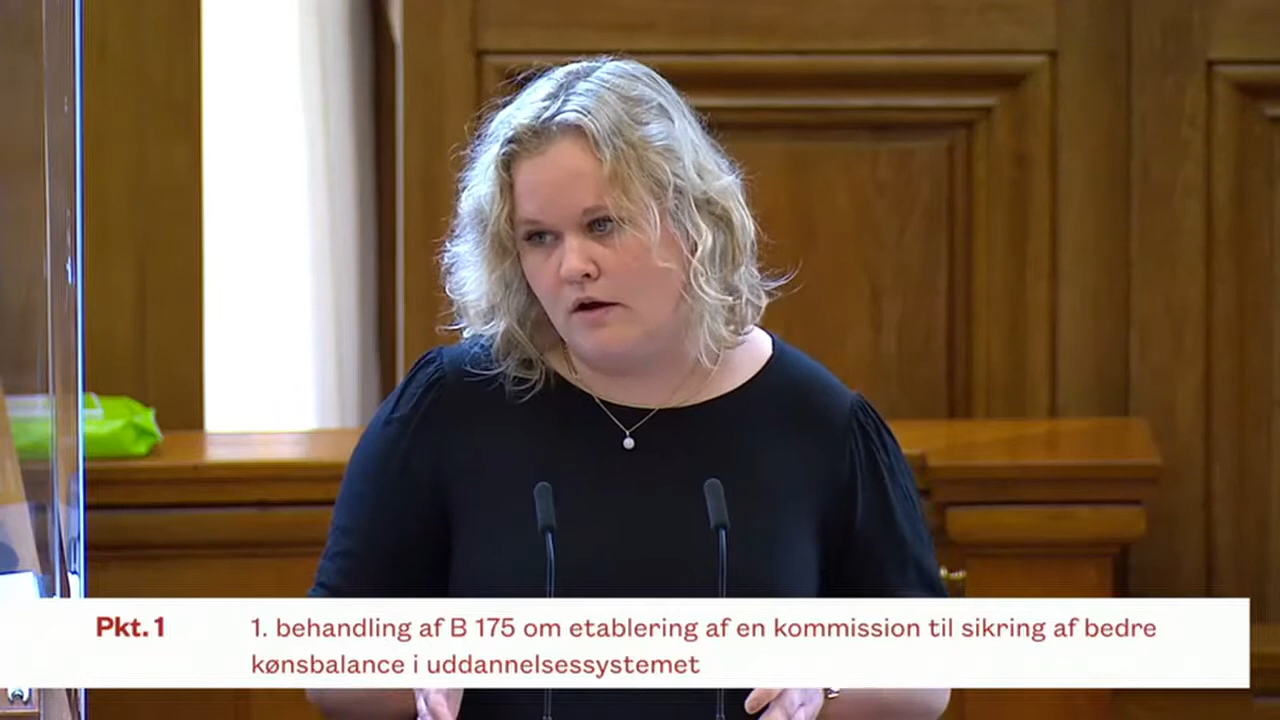 Pkt. 1
1. behandling af B 175 om etablering af en kommission til sikring af bedre
kønsbalance i uddannelsessystemet